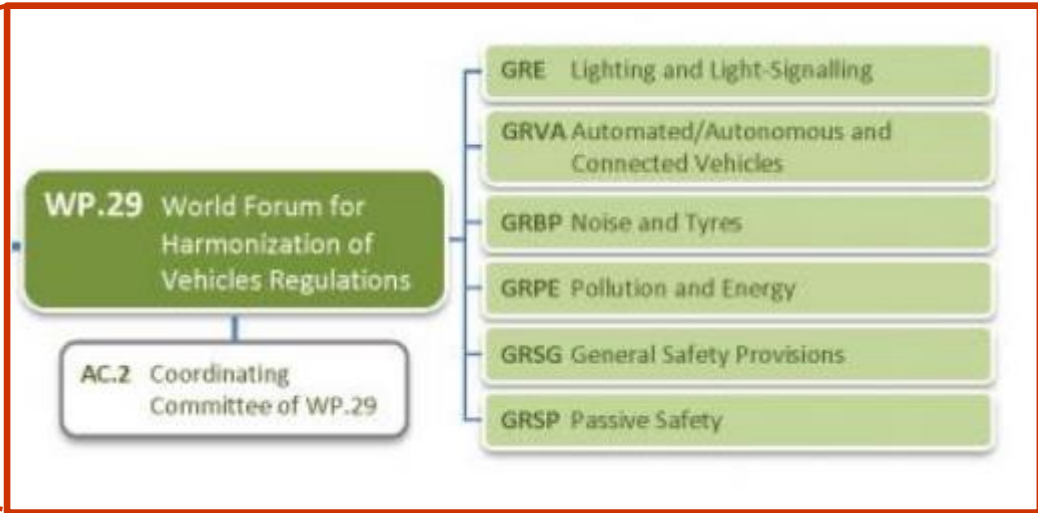 WP.29 World Forum for
Harmonization of
Vehicles Regulations
AC.2 Coordinating
Committee of WP.29
GRE Lighting and Light-Signalling
GRVA Automated/Autonomous and
Connected Vehicles
GRBP Noise and Tyres
GRPE Pollution and Energy
GRSG General Safety Provisions
GRSP Passive Safety